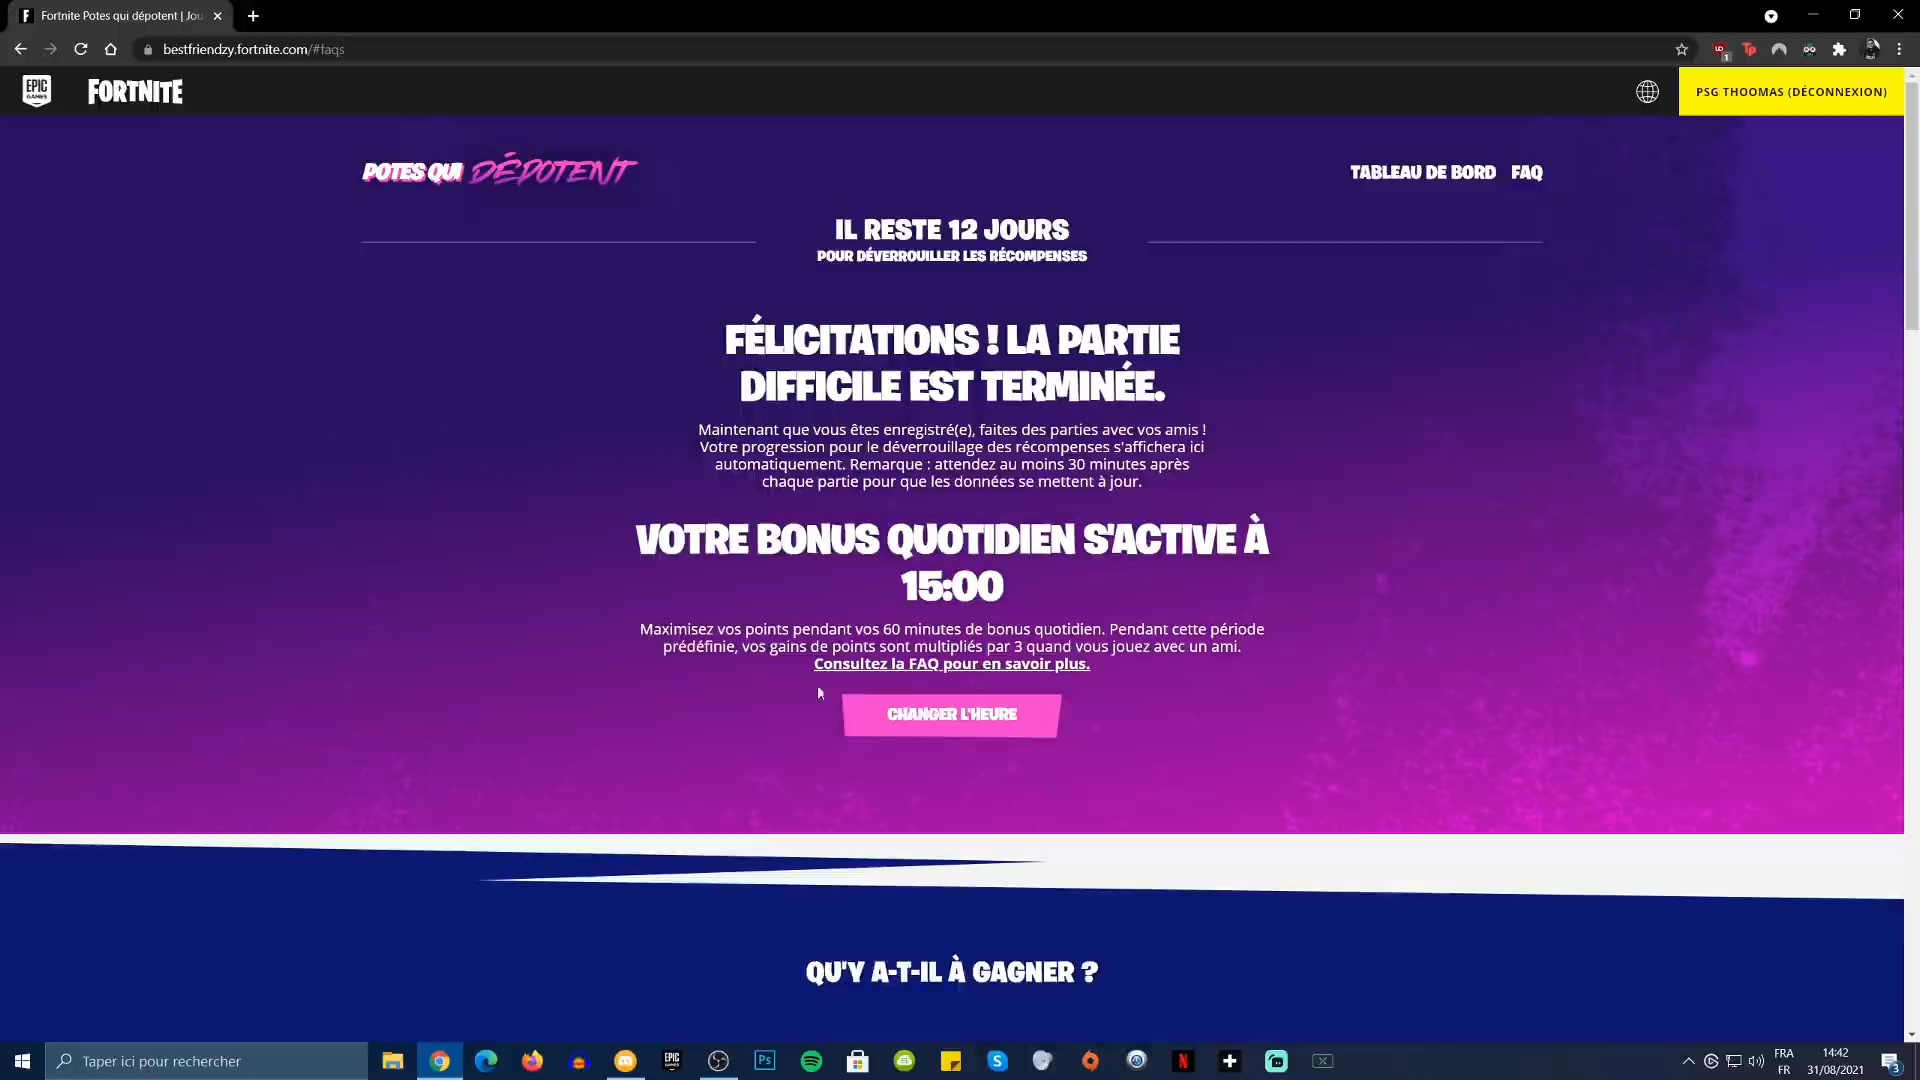 Fortnite Potes qui dépotent | Jou
bestfriendzy.fortnite.com/#faqs
EPIC GAMES
FORTNITE
PSG THOOMAS (DÉCONNEXION)
POTES QUI DÉPOTENT
TABLEAU DE BORD FAQ
IL RESTE 12 JOURS
POUR DÉVERROUILLER LES RÉCOMPENSES
FÉLICITATIONS ! LA PARTIE
DIFFICILE EST TERMINÉE.
Maintenant que vous êtes enregistré(e), faites des parties avec vos amis !
Votre progression pour le déverrouillage des récompenses s'affichera ici
automatiquement. Remarque : attendez au moins 30 minutes après
chaque partie pour que les données se mettent à jour.
VOTRE BONUS QUOTIDIEN S'ACTIVE À
15:00
Maximisez vos points pendant vos 60 minutes de bonus quotidien. Pendant cette période
prédéfinie, vos gains de points sont multipliés par 3 quand vous jouez avec un ami.
Consultez la FAQ pour en savoir plus.
CHANGER L'HEURE
QU'Y A-T-IL À GAGNER ?
Taper ici pour rechercher
EPIC GAMES
Ps
FRA
FR
14:42
31/08/2021
3